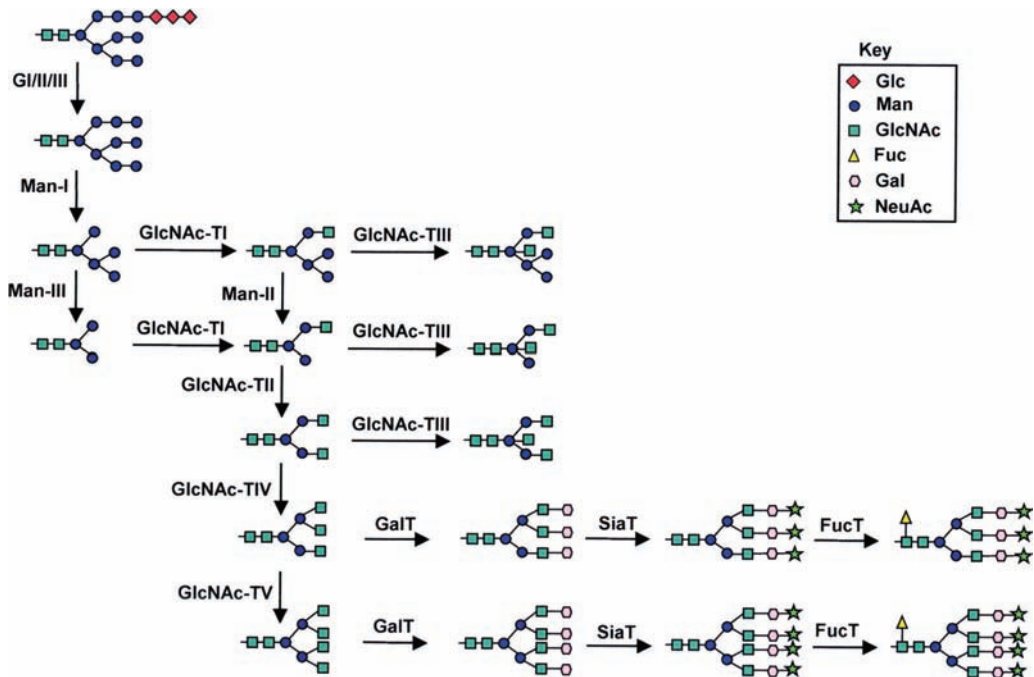 GI/II/III
Key
Glc
Man
GlcNAc
Fuc
Gal
NeuAc
Man-I
GlcNAc-TI
GlcNAc-TIII
Man-III
Man-II
GlcNAc-TI
GlcNAc-TIII
GlcNAc-TII
GlcNAc-TIII
GlcNAc-TIV
GalT
SiaT
FucT
GlcNAc-TV
GalT
SiaT
FucT